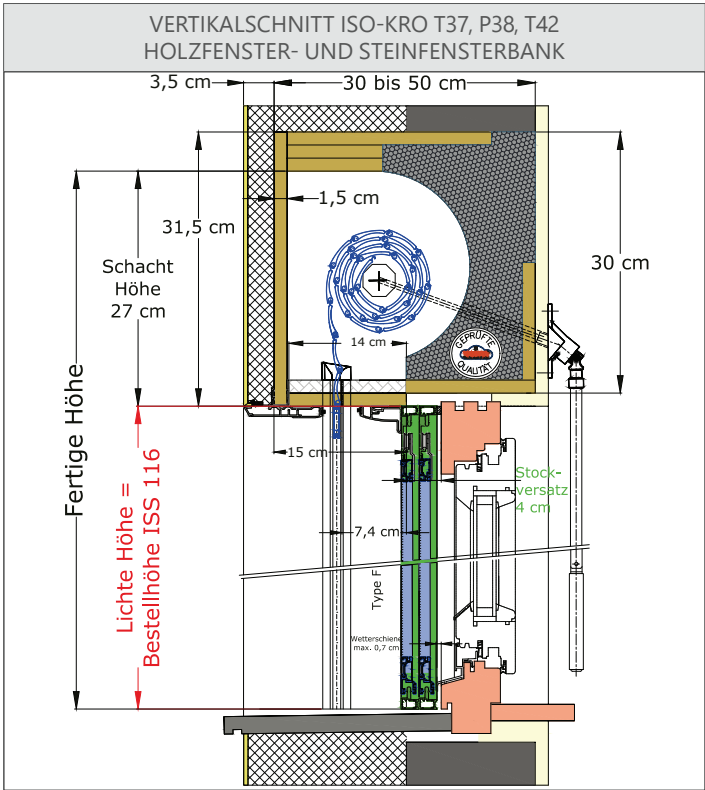 VERTIKALSCHNITT ISO-KRO T37, P38, T42
HOLZFENSTER- UND STEINFENSTERBANK
3,5 cm
30 bis 50 cm
1,5 cm
31,5 cm
Schacht
Höhe
27 cm
30 cm
14 cm
GEPRÜFTE
QUALITÄT
Fertige Höhe
15 cm
Lichte Höhe =
Bestellhöhe ISS 116
Stock-
versatz
4 cm
7,4 cm
Type F
Wetterschiene
max. 0,7 cm